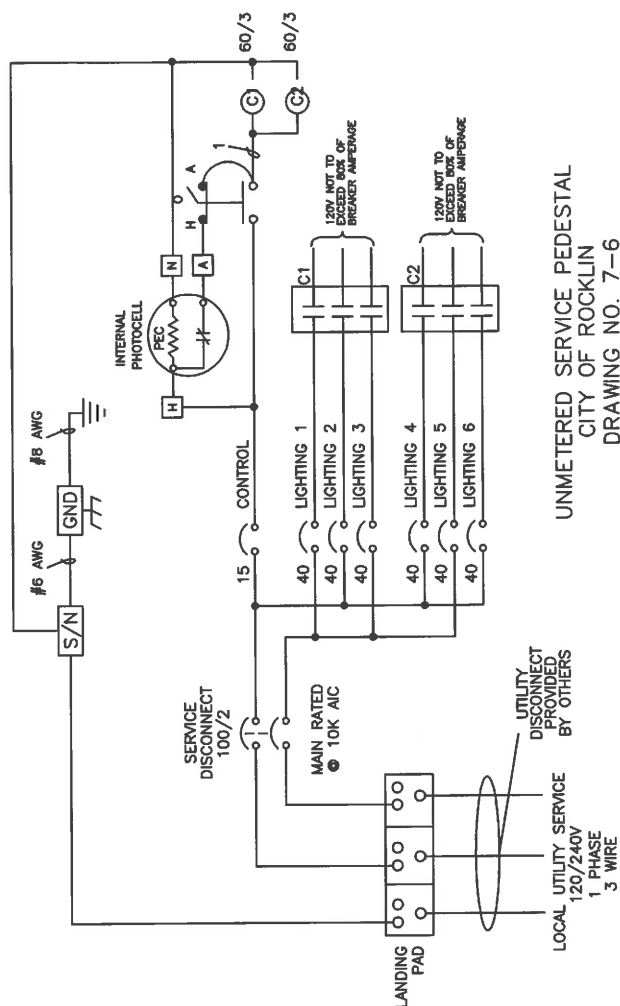 #8 AWG
GND
#6 AWG
S/N
INTERNAL
PHOTOCELL
PEC
N
A
H
H
A
1
C1
60/3
C2
60/3
CONTROL
15
SERVICE
DISCONNECT
100/2
MAIN RATED
@ 10K AIC
40
LIGHTING 1
40
LIGHTING 2
40
LIGHTING 3
C1
120V NOT TO
EXCEED 80% OF
BREAKER AMPERAGE
40
LIGHTING 4
40
LIGHTING 5
40
LIGHTING 6
C2
120V NOT TO
EXCEED 80% OF
BREAKER AMPERAGE
LANDING
PAD
LOCAL UTILITY SERVICE
120/240V
1 PHASE
3 WIRE
UTILITY
DISCONNECT
PROVIDED
BY OTHERS
UNMETERED SERVICE PEDESTAL
CITY OF ROCKLIN
DRAWING NO. 7-6